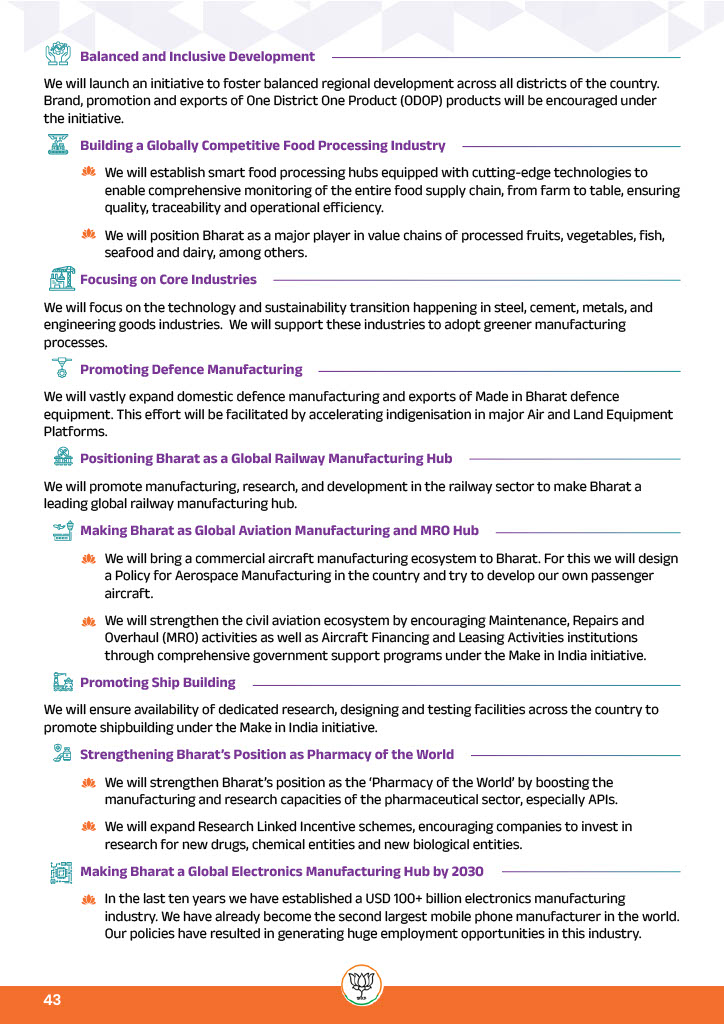 Balanced and Inclusive Development
We will launch an initiative to foster balanced regional development across all districts of the country.
Brand, promotion and exports of One District One Product (ODOP) products will be encouraged under
the initiative.
Building a Globally Competitive Food Processing Industry
We will establish smart food processing hubs equipped with cutting-edge technologies to
enable comprehensive monitoring of the entire food supply chain, from farm to table, ensuring
quality, traceability and operational efficiency.
We will position Bharat as a major player in value chains of processed fruits, vegetables, fish,
seafood and dairy, among others.
Focusing on Core Industries
We will focus on the technology and sustainability transition happening in steel, cement, metals, and
engineering goods industries.  We will support these industries to adopt greener manufacturing
processes.
Promoting Defence Manufacturing
We will vastly expand domestic defence manufacturing and exports of Made in Bharat defence
equipment. This effort will be facilitated by accelerating indigenisation in major Air and Land Equipment
Platforms.
Positioning Bharat as a Global Railway Manufacturing Hub
We will promote manufacturing, research, and development in the railway sector to make Bharat a
leading global railway manufacturing hub.
Making Bharat as Global Aviation Manufacturing and MRO Hub
We will bring a commercial aircraft manufacturing ecosystem to Bharat. For this we will design
a Policy for Aerospace Manufacturing in the country and try to develop our own passenger
aircraft.
We will strengthen the civil aviation ecosystem by encouraging Maintenance, Repairs and
Overhaul (MRO) activities as well as Aircraft Financing and Leasing Activities institutions
through comprehensive government support programs under the Make in India initiative.
Promoting Ship Building
We will ensure availability of dedicated research, designing and testing facilities across the country to
promote shipbuilding under the Make in India initiative.
Strengthening Bharat's Position as Pharmacy of the World
We will strengthen Bharat's position as the 'Pharmacy of the World' by boosting the
manufacturing and research capacities of the pharmaceutical sector, especially APIs.
We will expand Research Linked Incentive schemes, encouraging companies to invest in
research for new drugs, chemical entities and new biological entities.
Making Bharat a Global Electronics Manufacturing Hub by 2030
In the last ten years we have established a USD 100+ billion electronics manufacturing
industry. We have already become the second largest mobile phone manufacturer in the world.
Our policies have resulted in generating huge employment opportunities in this industry.
43